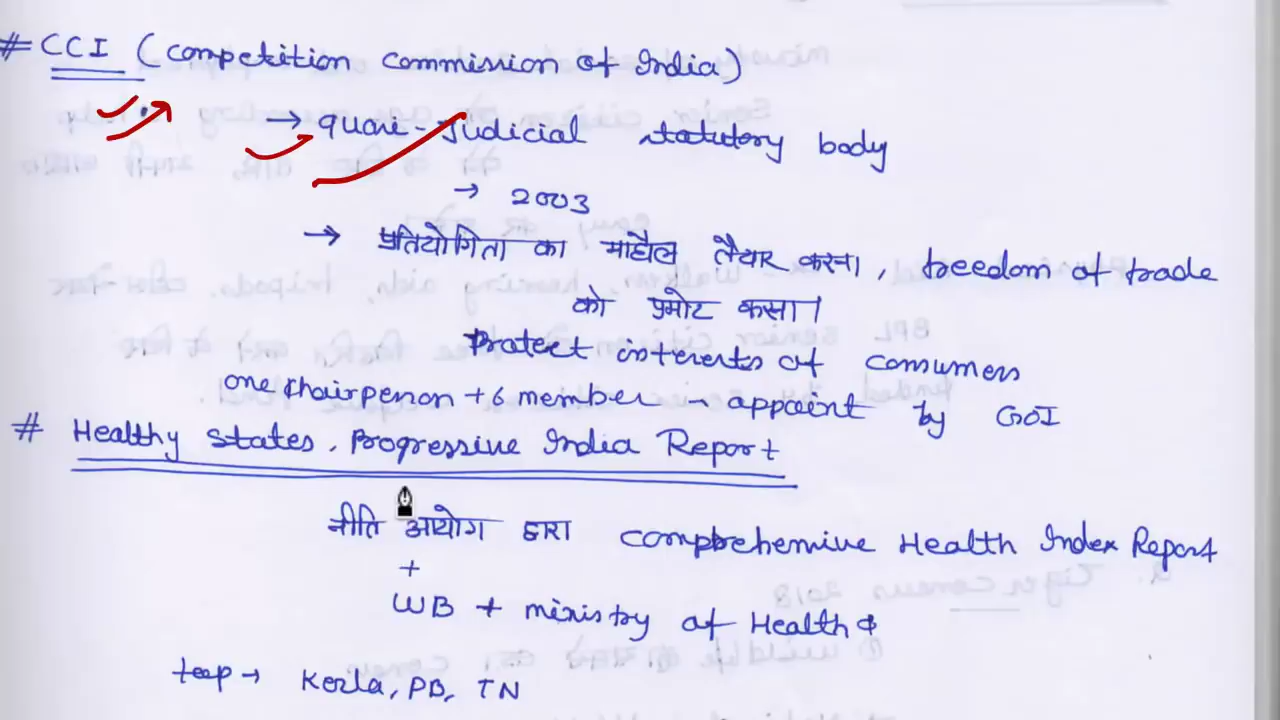 # CCI (Competition Commission of India)
→ quasi-Judicial statutory body
→ 2003
→ प्रतियोगिता का माहौल तैयार करना, freedom of trade
को प्रमोट करना।
Protect interests of consumers
one chairperson + 6 member - appoint by GOI
# Healthy States, Progressive India Report
नीति आयोग द्वारा comprehensive Health Index Report
+
WB + ministry of Health &
top → Kerla, PB, TN